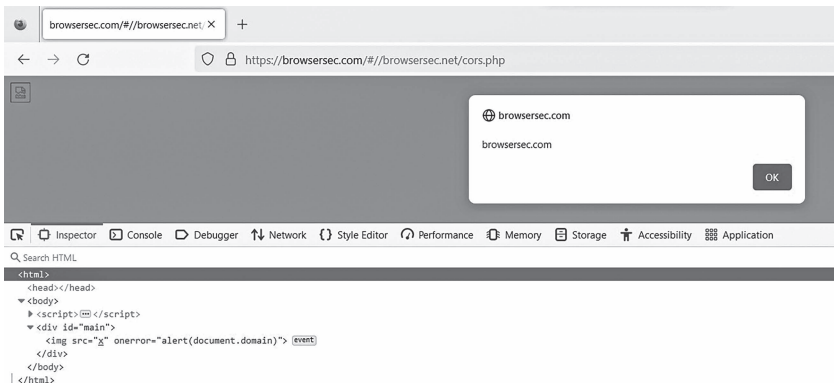 browsersec.com/#//browsersec.net/
https://browsersec.com/#//browsersec.net/cors.php
browsersec.com
browsersec.com
OK
Inspector Console Debugger Network {} Style Editor Performance Memory Storage Accessibility Application
Search HTML
<html>
<head></head>
<body>
<script> ••• </script>
<div id="main">
<img src="x" onerror="alert(document.domain)"> event
</div>
</body>
</html>